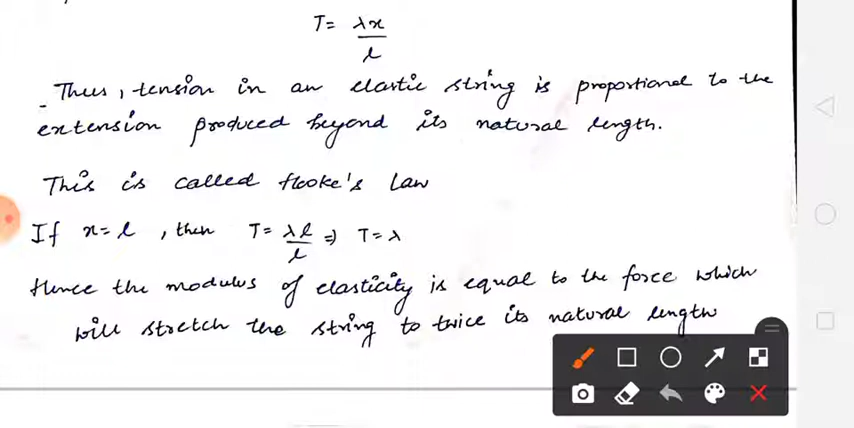 T = λx/l
Thus, tension in an elastic string is proportional to the
extension produced beyond its natural length.
This is called Hooke's Law
If x = l, then T = λl/l ⇒ T = λ
Hence the modulus of elasticity is equal to the force which
will stretch the string to twice its natural length